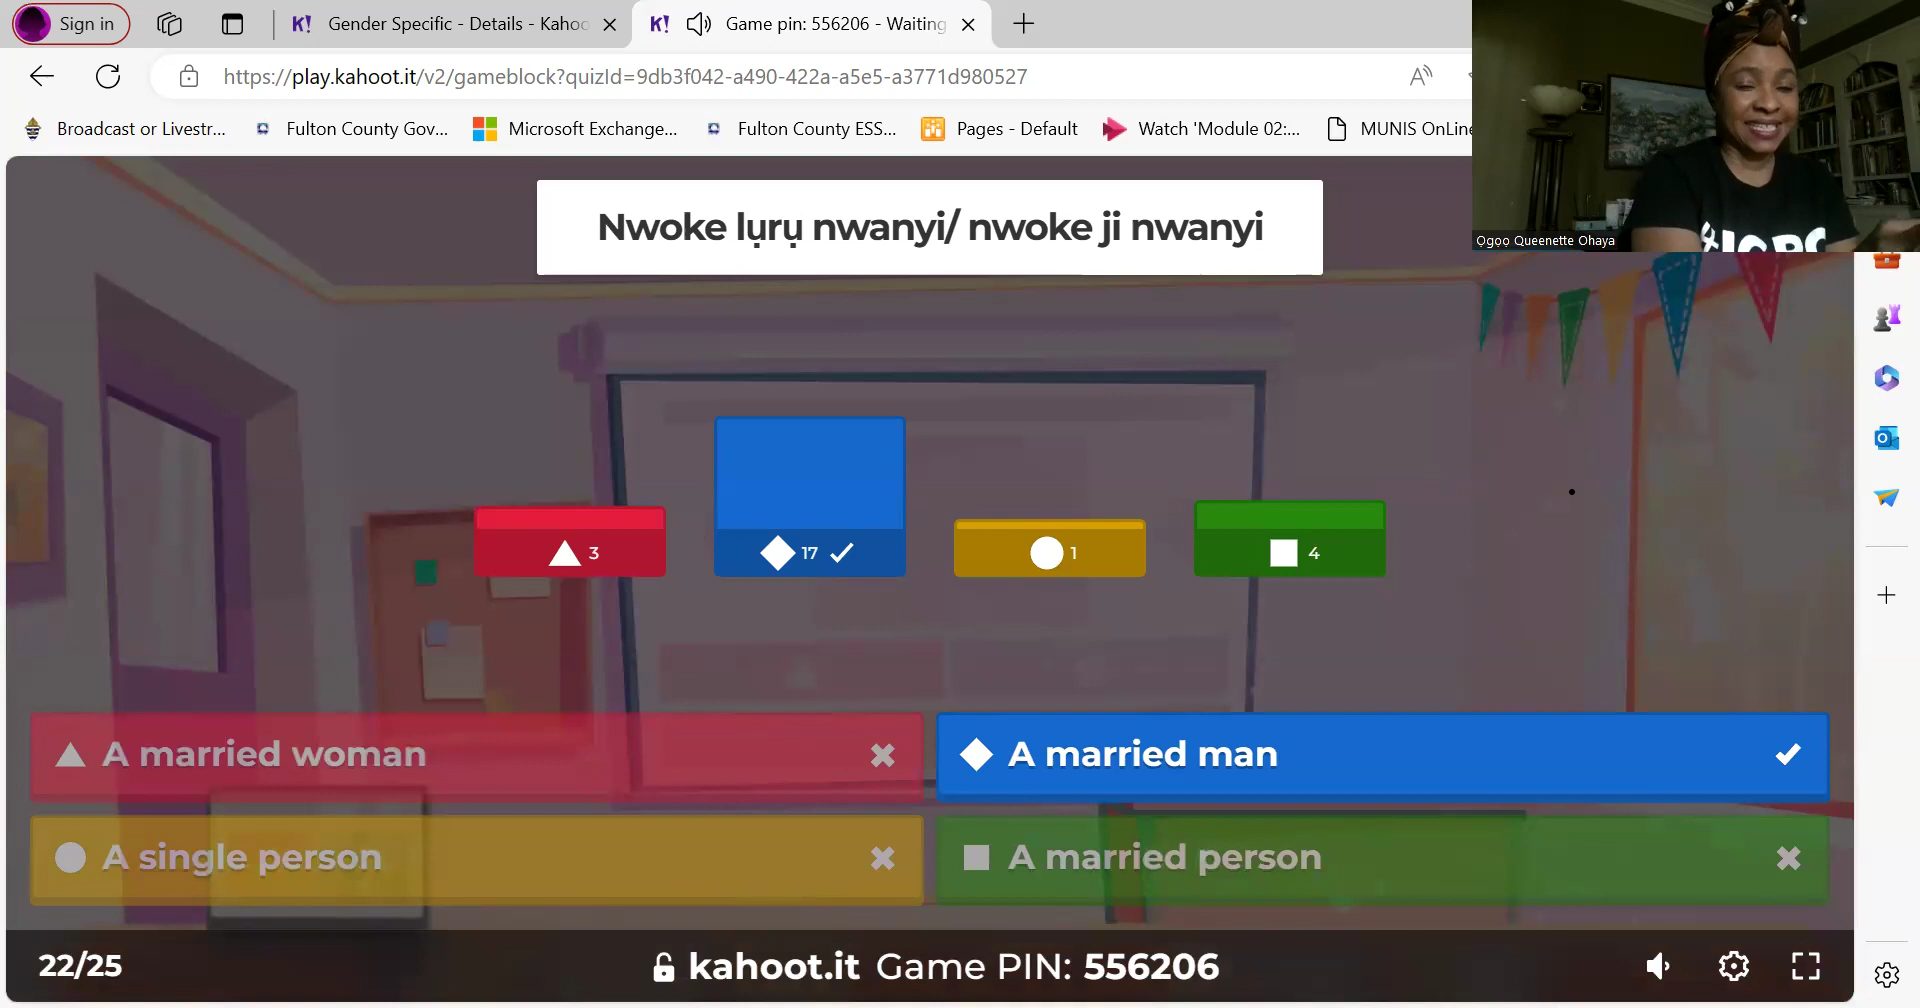 Sign in
Gender Specific - Details - Kahoo
Game pin: 556206 - Waiting
https://play.kahoot.it/v2/gameblock?quizId=9db3f042-a490-422a-a5e5-a3771d980527
Broadcast or Livestr...
Fulton County Gov...
Microsoft Exchange...
Fulton County ESS...
Pages - Default
Watch 'Module 02:...
MUNIS OnLine
Ọgọọ Queenette Ohaya
Nwoke lụrụ nwanyi/ nwoke ji nwanyi
3
17
1
4
A married woman
A married man
A single person
A married person
22/25
kahoot.it Game PIN: 556206